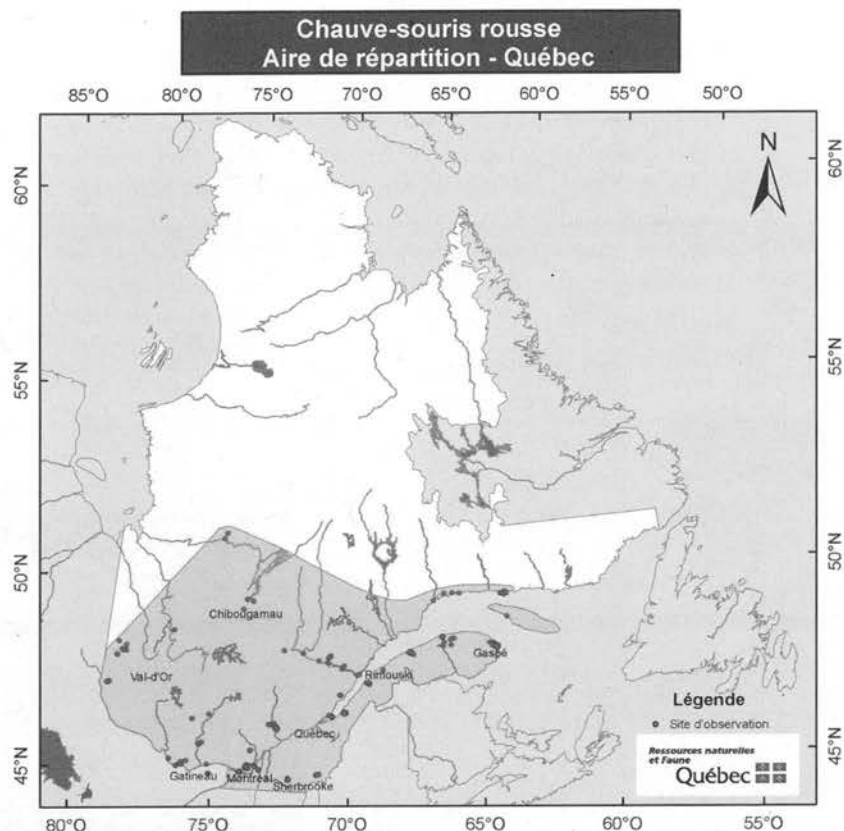 Chauve-souris rousse
Aire de répartition - Québec
85°O 80°O 75°O 70°O 65°O 60°O 55°O 50°O
N
60°N
60°N
55°N
55°N
50°N
50°N
Chibougamau
Val-d'Or
Rimouski
Gaspé
Québec
Gatineau
Montréal
Sherbrooke
Légende
Site d'observation
Ressources naturelles
et Faune
Québec
45°N
45°N
80°O 75°O 70°O 65°O 60°O 55°O